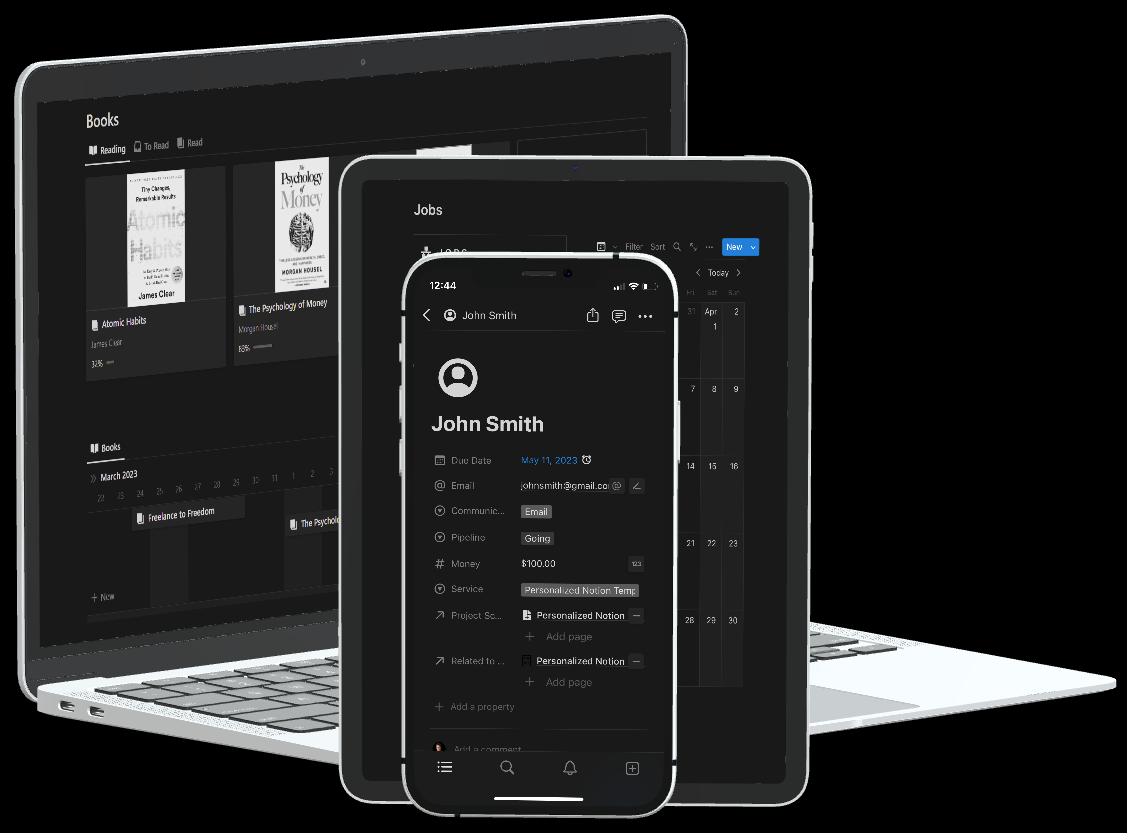 Books
Reading To Read Read
Tiny Changes,
Remarkable Results
Atomic
Habits
James Clear
Atomic Habits
James Clear
32%
The
Psychology
of
Money
MORGAN HOUSEL
The Psychology of Money
Morgan Housel
83%
Books
March 2023
22 23 24 25 26 27 28 29 30 31 1 2 3
Freelance to Freedom
The Psycholo
+ New
Jobs
Filter Sort ... New
Today
Fri Sat Sun
31 Apr 1 2
7 8 9
14 15 16
21 22 23
28 29 30
12:44
John Smith
John Smith
Due Date May 11, 2023
Email johnsmith@gmail.co
Communic... Email
Pipeline Going
# Money $100.00 123
Service Personalized Notion Temp
Project Sc... Personalized Notion
+ Add page
Related to ... Personalized Notion
+ Add page
+ Add a property
Add a comment